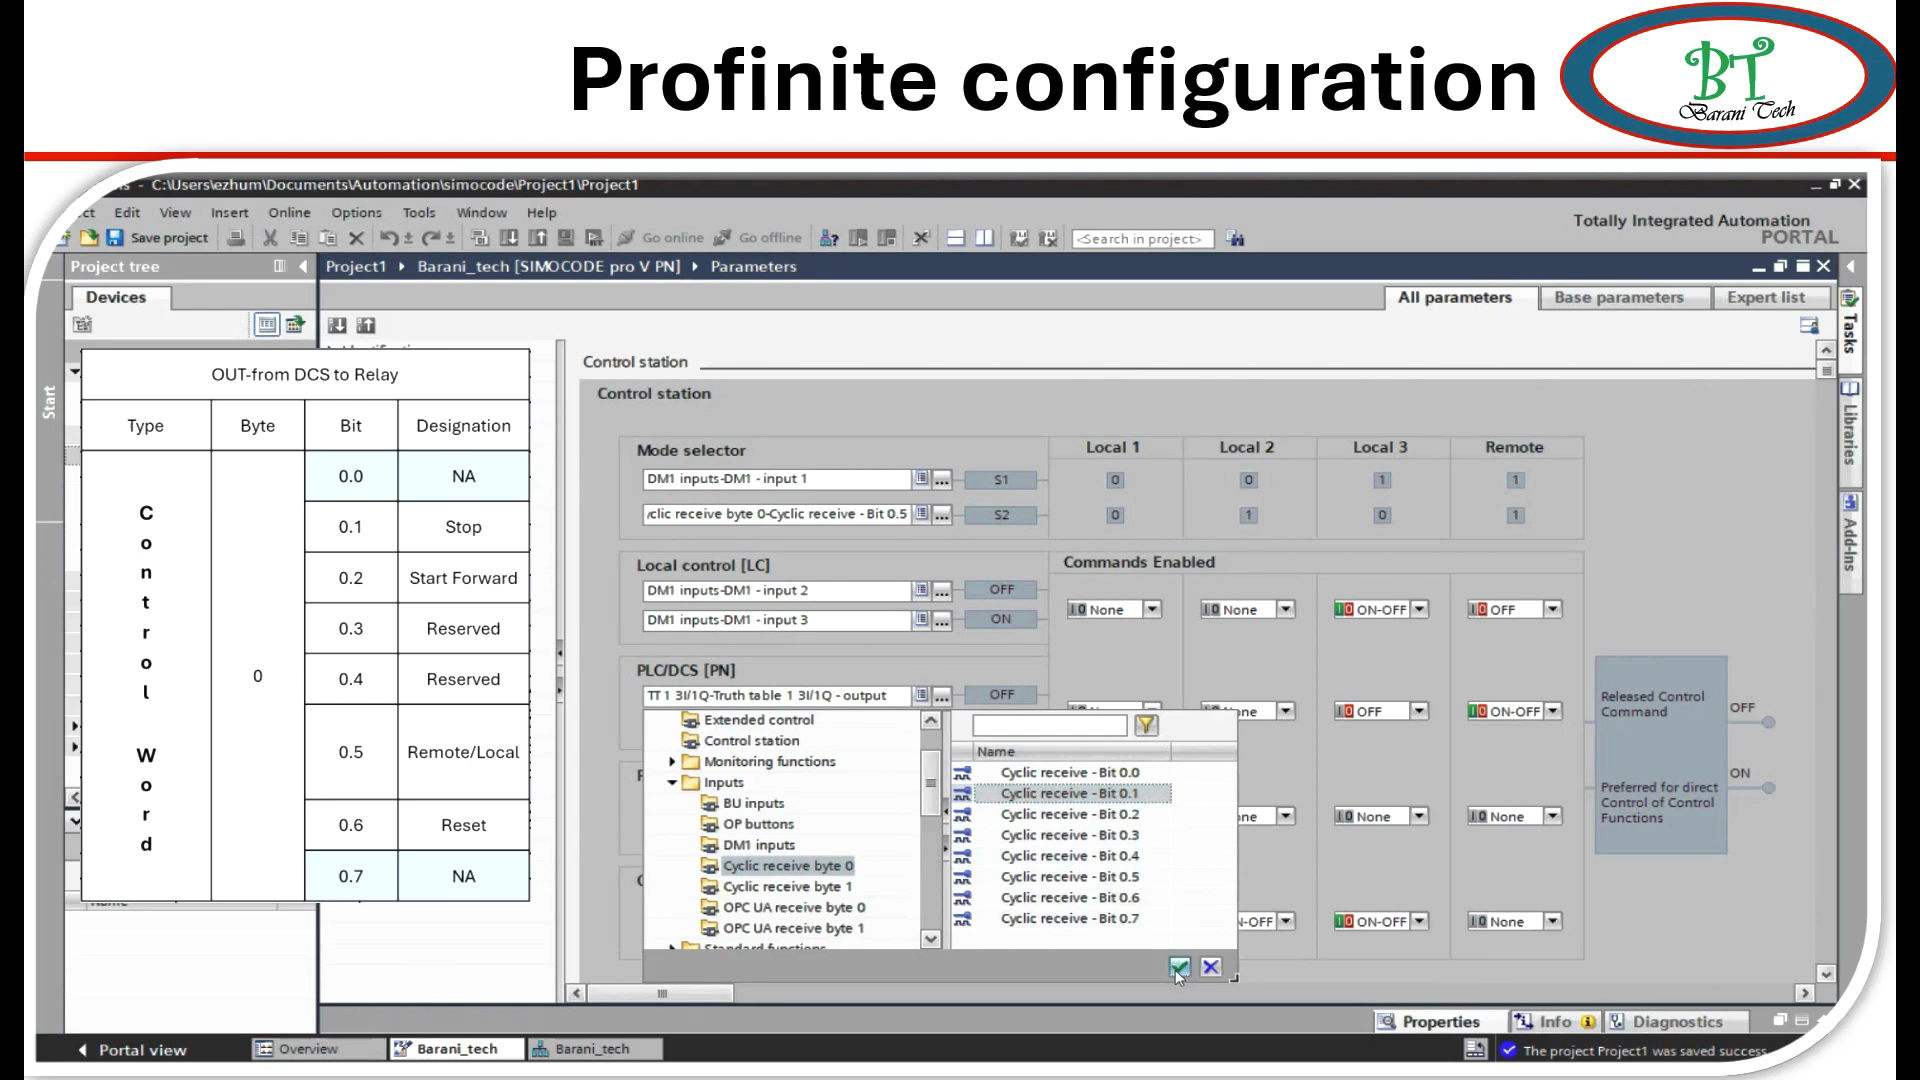 Profinite configuration
BT
Barani Tech
- C:\Users\ezhum\Documents\Automation\simocode\Project1\Project1
Edit View Insert Online Options Tools Window Help
Totally Integrated Automation
PORTAL
Save project Go online Go offline <Search in project>
Project tree
Project1 Barani_tech [SIMOCODE pro V PN] Parameters
Devices
All parameters Base parameters Expert list
Start
Tasks
Libraries
Add-Ins
OUT-from DCS to Relay
Type Byte Bit Designation
Control Word
0
0.0 NA
0.1 Stop
0.2 Start Forward
0.3 Reserved
0.4 Reserved
0.5 Remote/Local
0.6 Reset
0.7 NA
Control station
Control station
Mode selector Local 1 Local 2 Local 3 Remote
DM1 inputs-DM1 - input 1 ... S1 0 0 1 1
clic receive byte 0-Cyclic receive - Bit 0.5 ... S2 0 1 0 1
Local control [LC] Commands Enabled
DM1 inputs-DM1 - input 2 ... OFF
DM1 inputs-DM1 - input 3 ... ON
None None ON-OFF OFF
PLC/DCS [PN]
TT 1 3I/1Q-Truth table 1 3I/1Q - output ... OFF
OFF ON-OFF
None None
ON-OFF None
Released Control
Command
OFF
ON
Preferred for direct
Control of Control
Functions
Extended control
Control station
Monitoring functions
Inputs
BU inputs
OP buttons
DM1 inputs
Cyclic receive byte 0
Cyclic receive byte 1
OPC UA receive byte 0
OPC UA receive byte 1
Standard functions
Name
Cyclic receive - Bit 0.0
Cyclic receive - Bit 0.1
Cyclic receive - Bit 0.2
Cyclic receive - Bit 0.3
Cyclic receive - Bit 0.4
Cyclic receive - Bit 0.5
Cyclic receive - Bit 0.6
Cyclic receive - Bit 0.7
Properties Info Diagnostics
Portal view Overview Barani_tech Barani_tech
The project Project1 was saved success